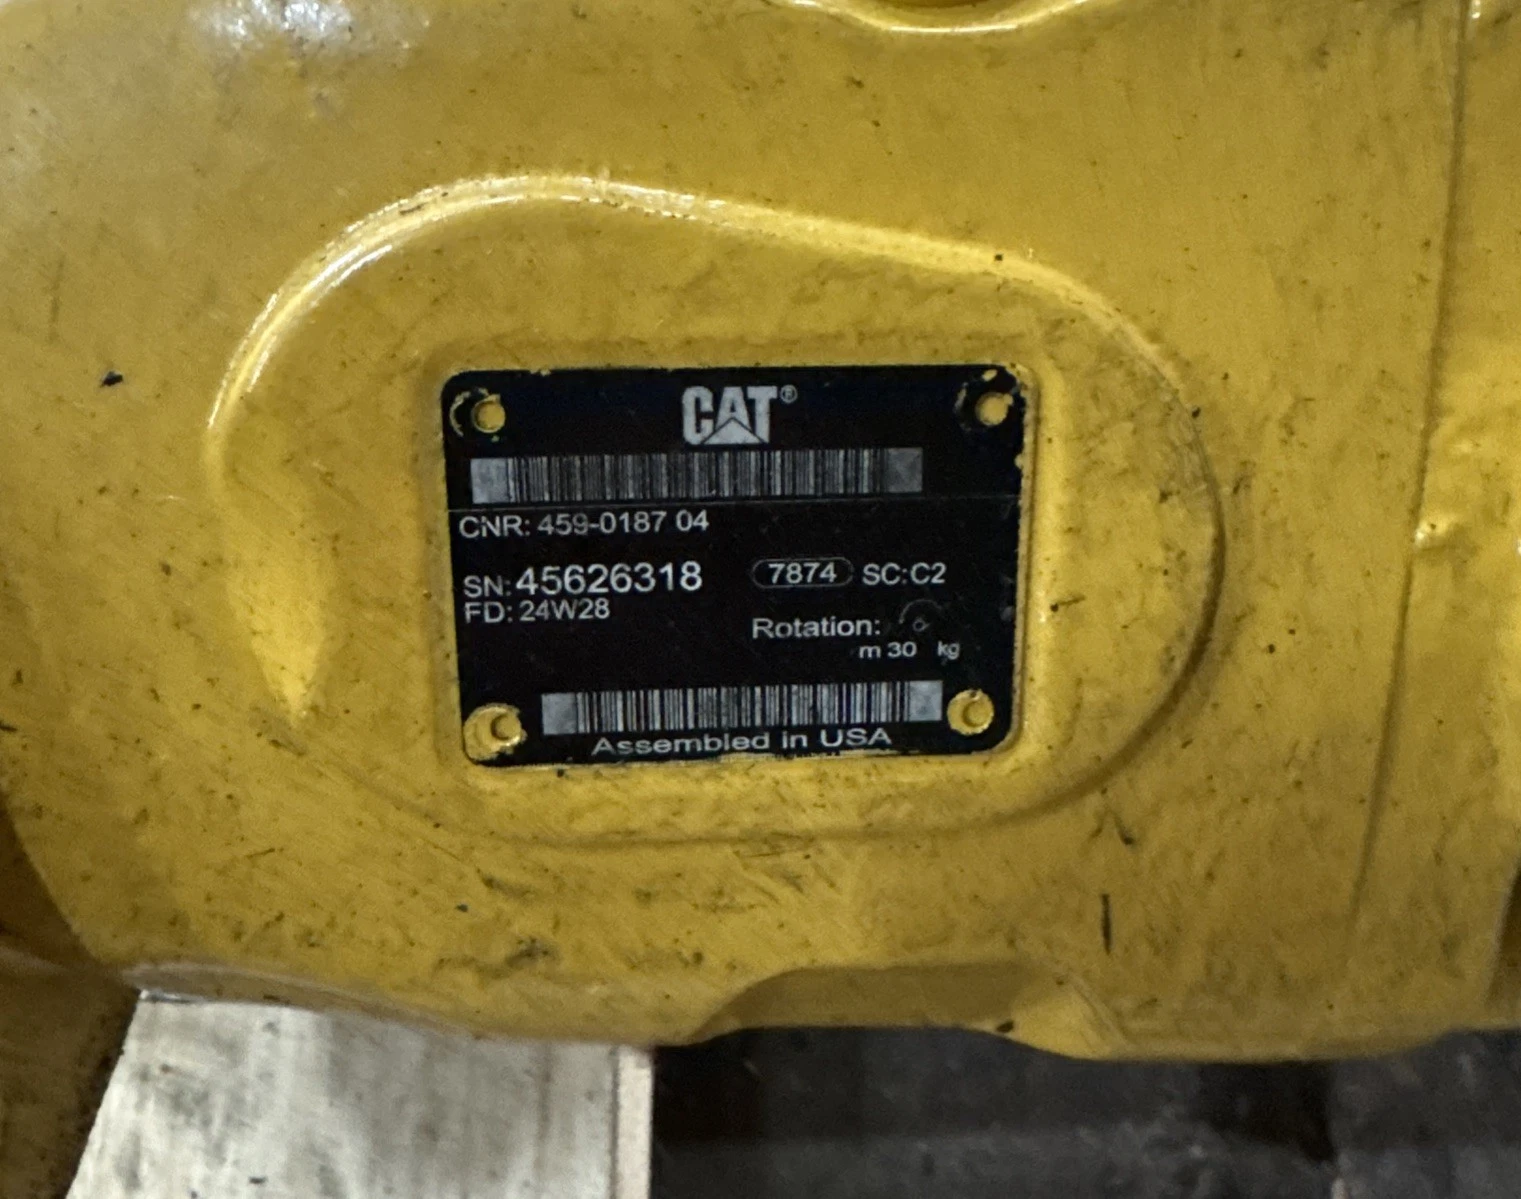 CAT®
CNR: 459-0187 04
SN: 45626318 7874 SC:C2
FD: 24W28
Rotation:
m 30 kg
Assembled in USA